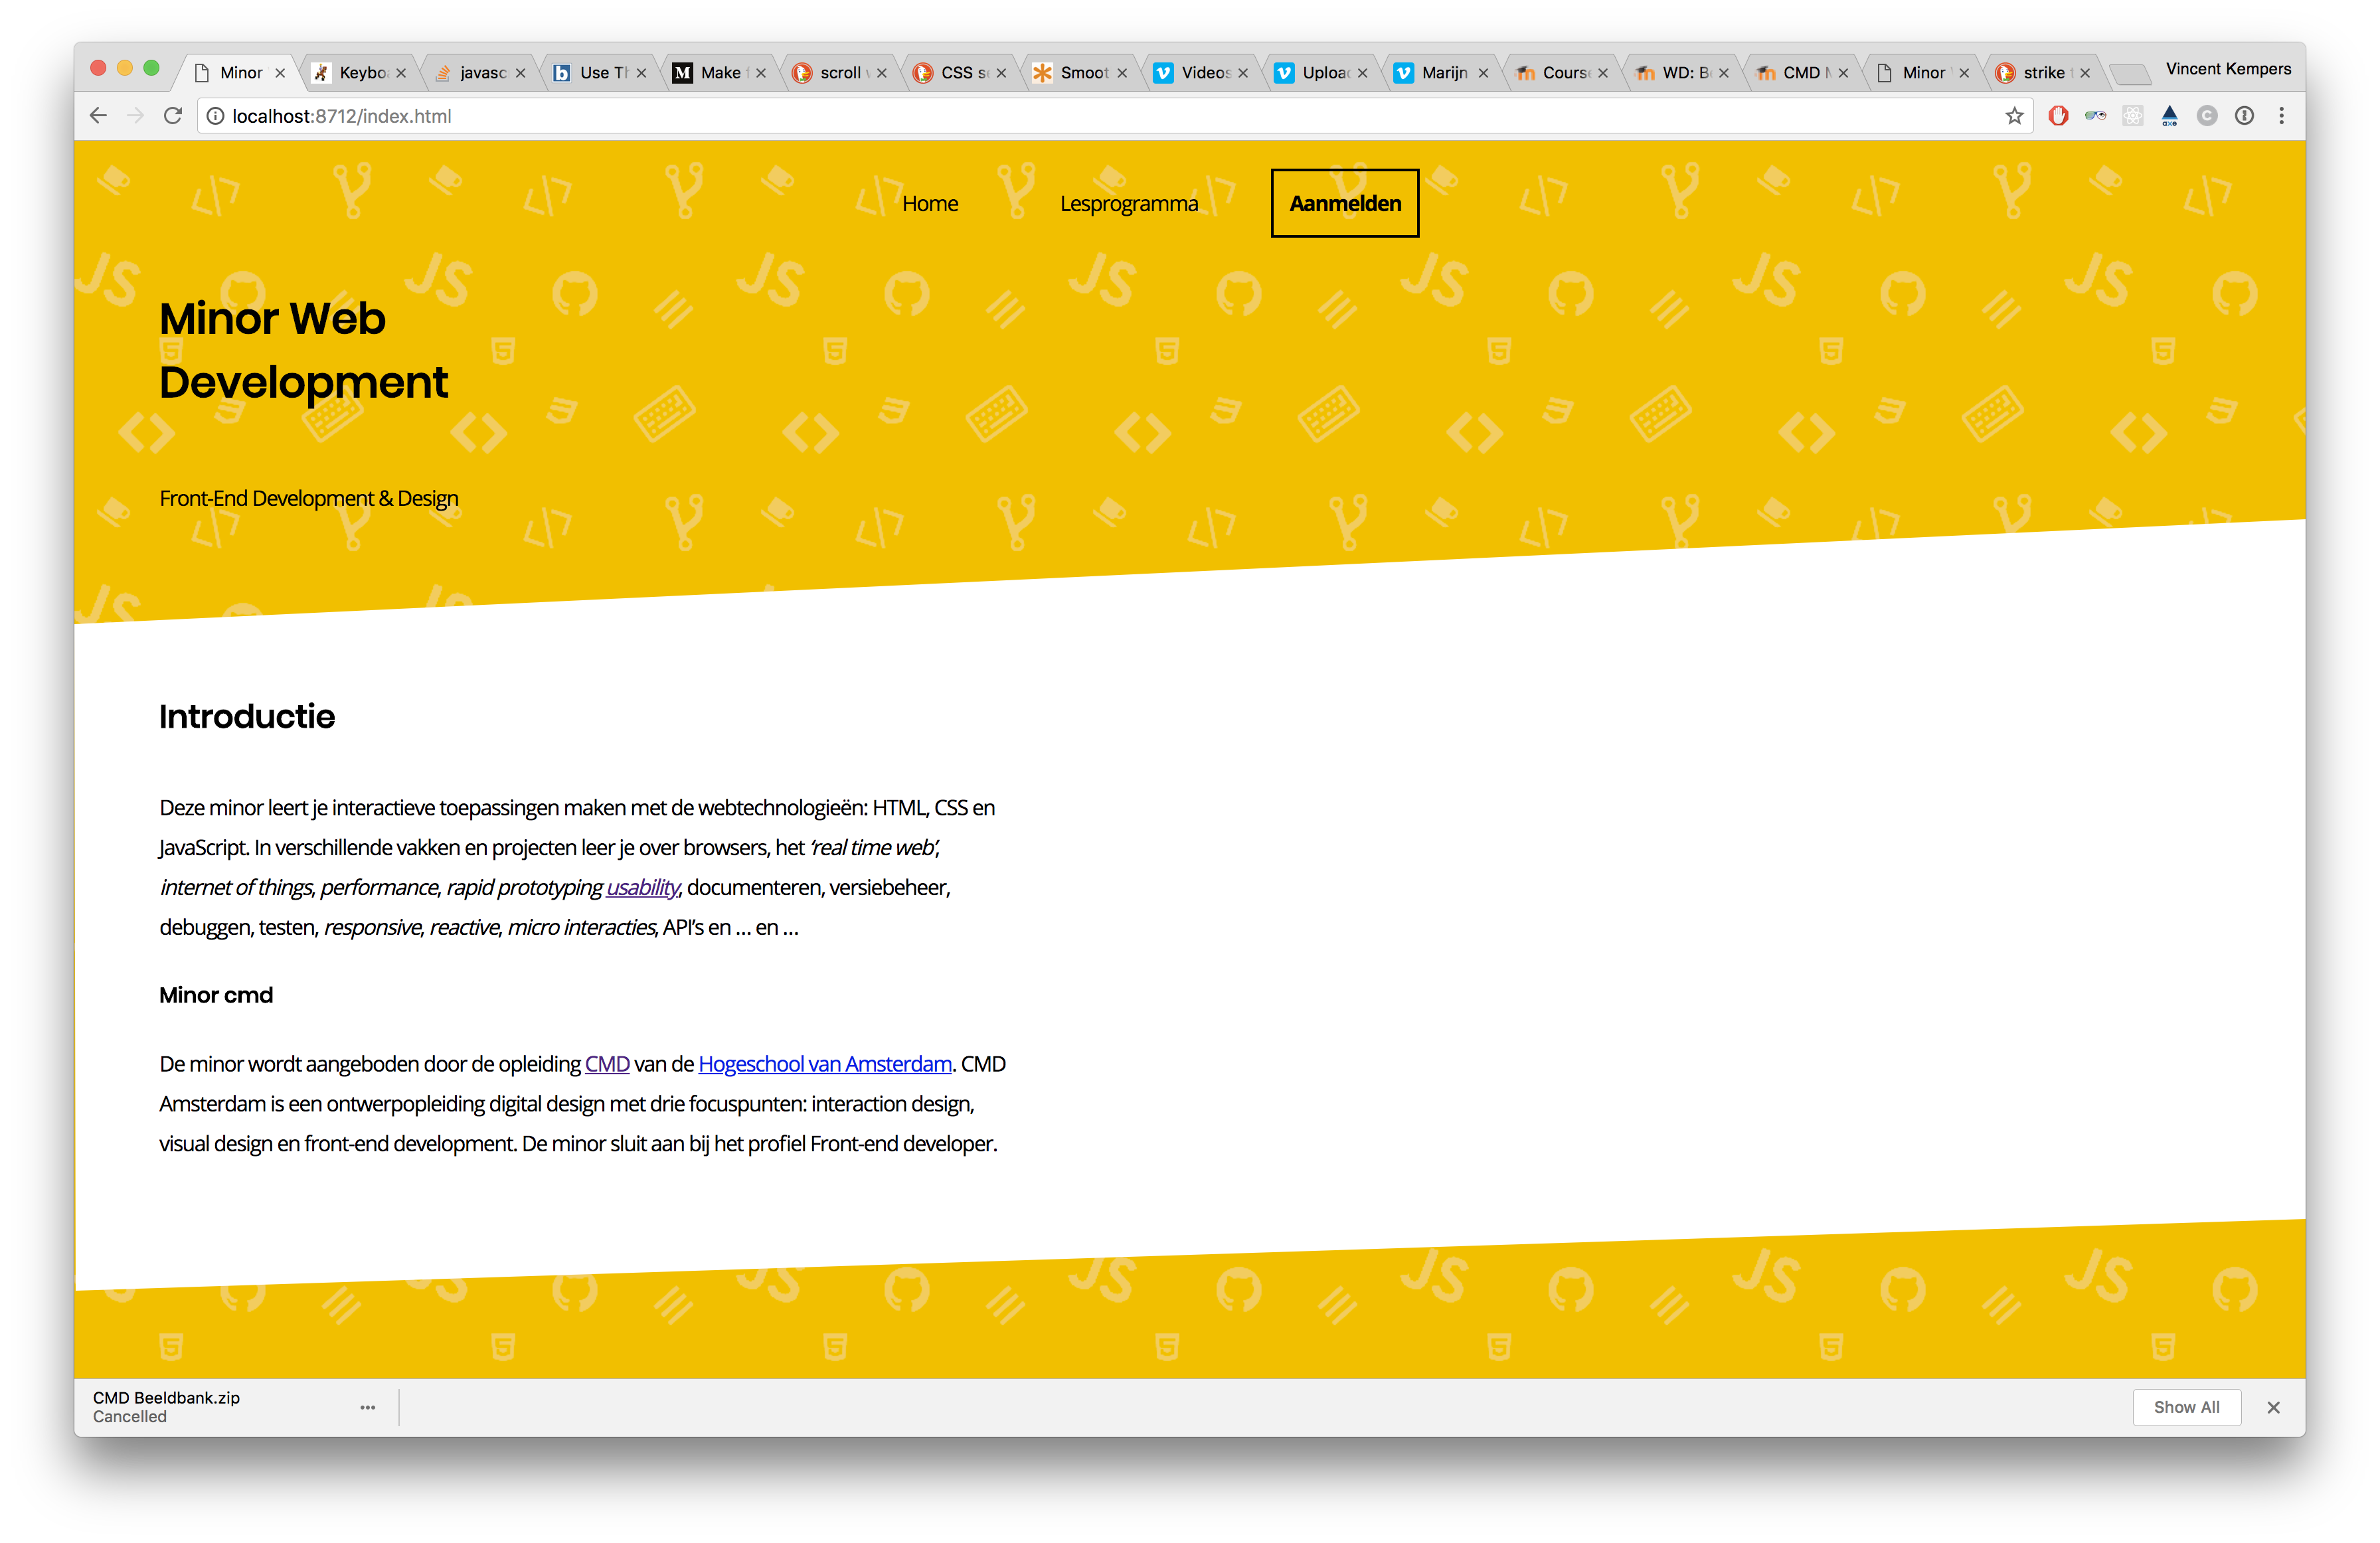 Minor
Keybo
javasc
Use Th
Make f
scroll v
CSS se
Smoot
Videos
Uploac
Marijn
Course
WD: Be
CMD M
Minor
strike
Vincent Kempers
localhost:8712/index.html
Home Lesprogramma Aanmelden
Minor Web
Development
Front-End Development & Design
Introductie
Deze minor leert je interactieve toepassingen maken met de webtechnologieën: HTML, CSS en
JavaScript. In verschillende vakken en projecten leer je over browsers, het ‘real time web’,
internet of things, performance, rapid prototyping usability, documenteren, versiebeheer,
debuggen, testen, responsive, reactive, micro interacties, API’s en … en …
Minor cmd
De minor wordt aangeboden door de opleiding CMD van de Hogeschool van Amsterdam. CMD
Amsterdam is een ontwerpopleiding digital design met drie focuspunten: interaction design,
visual design en front-end development. De minor sluit aan bij het profiel Front-end developer.
CMD Beeldbank.zip
Cancelled
Show All